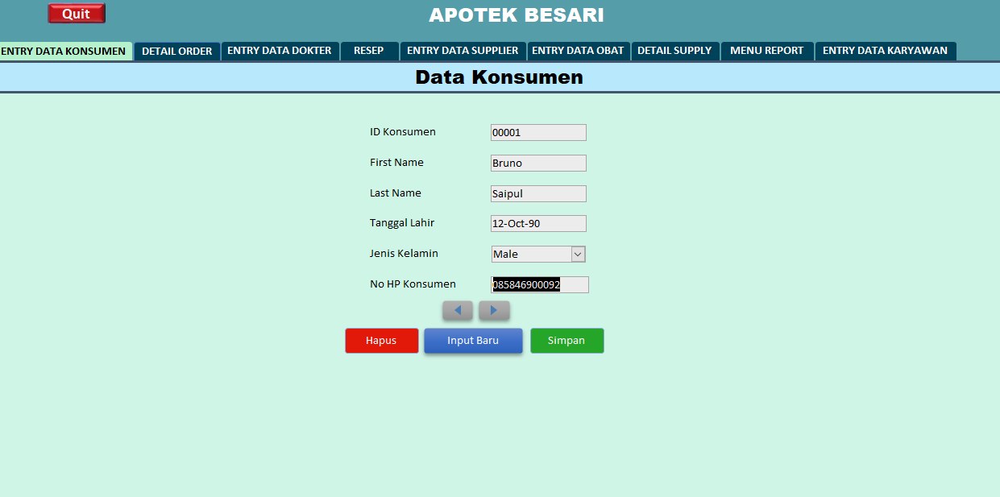 Quit
APOTEK BESARI
ENTRY DATA KONSUMEN DETAIL ORDER ENTRY DATA DOKTER RESEP ENTRY DATA SUPPLIER ENTRY DATA OBAT DETAIL SUPPLY MENU REPORT ENTRY DATA KARYAWAN
Data Konsumen
ID Konsumen 00001
First Name Bruno
Last Name Saipul
Tanggal Lahir 12-Oct-90
Jenis Kelamin Male
No HP Konsumen 085846900092
Hapus Input Baru Simpan